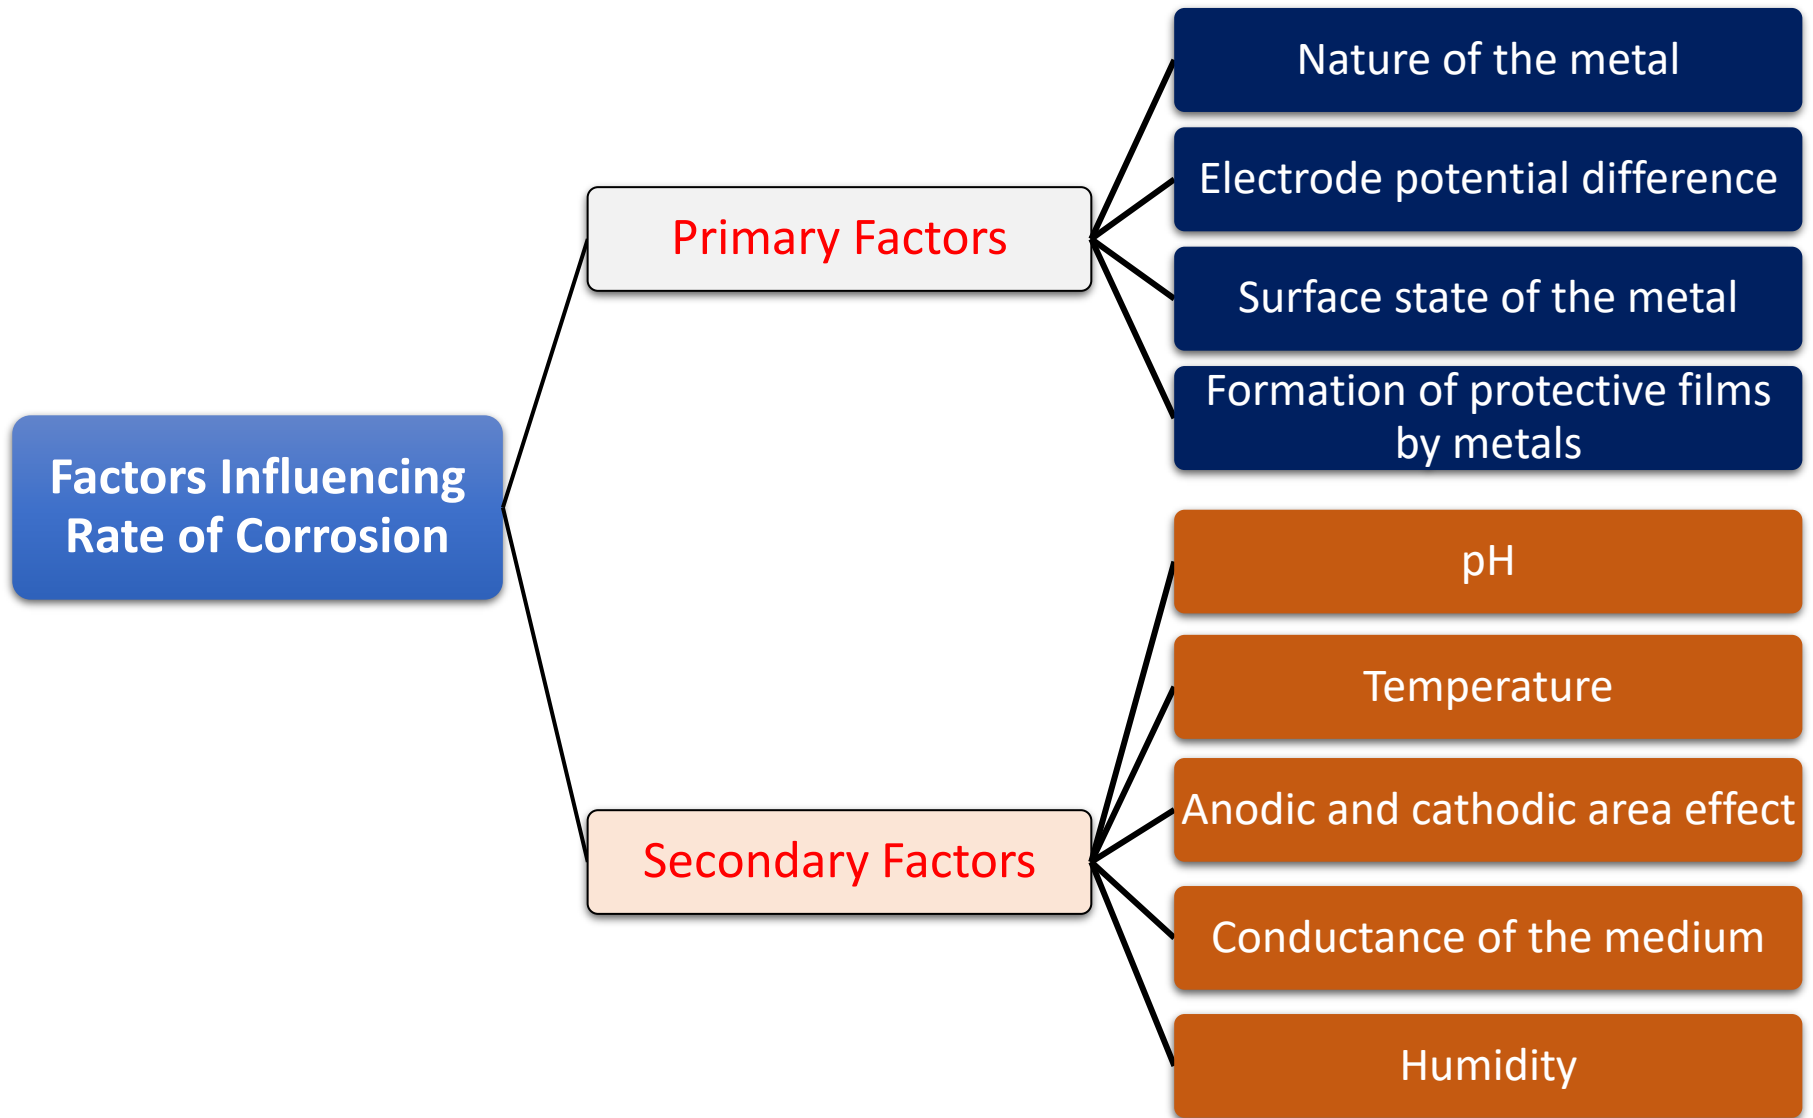 Factors Influencing
Rate of Corrosion
Primary Factors
Nature of the metal
Electrode potential difference
Surface state of the metal
Formation of protective films
by metals
Secondary Factors
pH
Temperature
Anodic and cathodic area effect
Conductance of the medium
Humidity